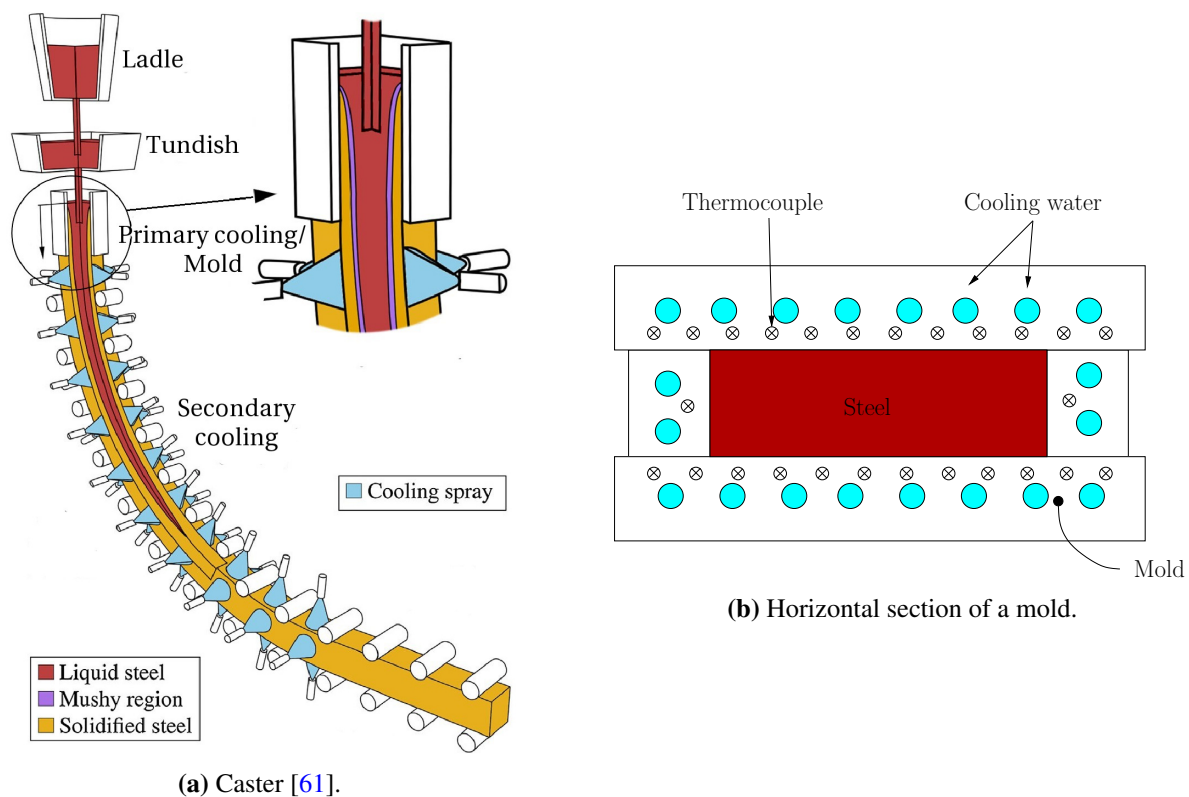 Ladle
Tundish
Primary cooling/
Mold
Secondary
cooling
Cooling spray
Liquid steel
Mushy region
Solidified steel
(a) Caster [61].
Thermocouple
Cooling water
Steel
Mold
(b) Horizontal section of a mold.